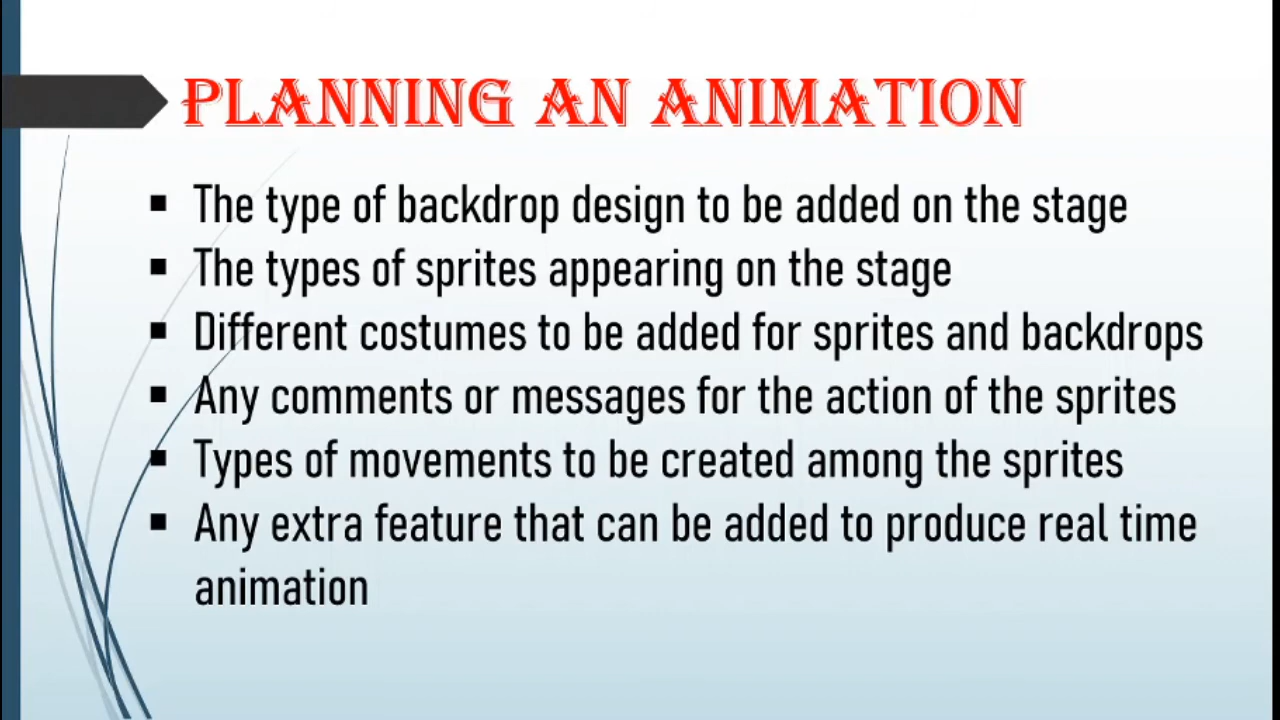 PLANNING AN ANIMATION
▪ The type of backdrop design to be added on the stage
▪ The types of sprites appearing on the stage
▪ Different costumes to be added for sprites and backdrops
▪ Any comments or messages for the action of the sprites
▪ Types of movements to be created among the sprites
▪ Any extra feature that can be added to produce real time
animation